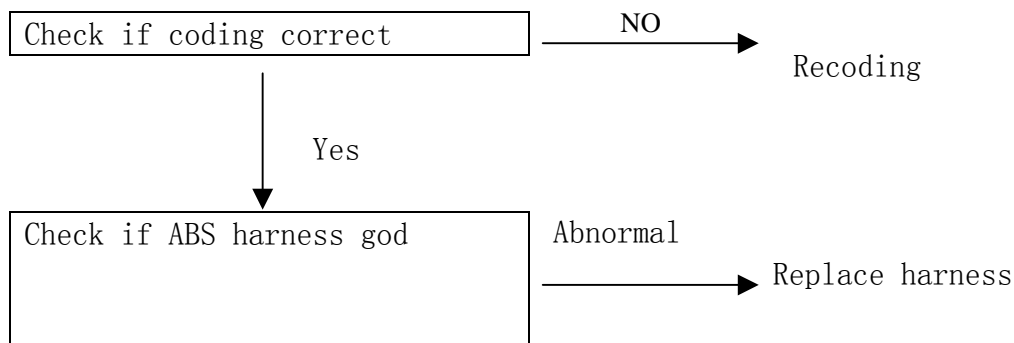 Check if coding correct
NO
Recoding
Yes
Check if ABS harness god
Abnormal
Replace harness